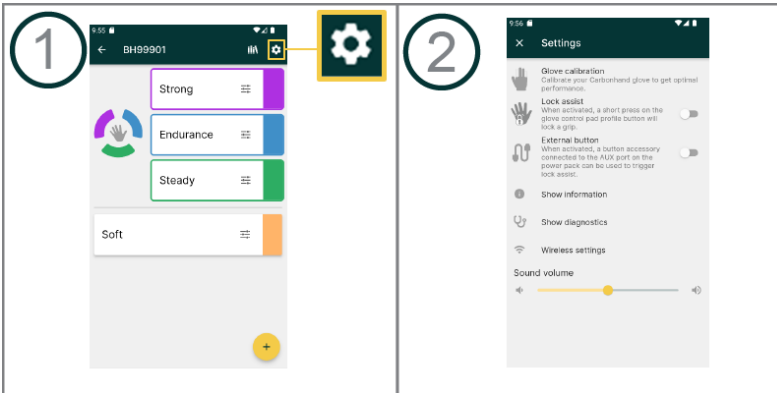 1
9:55
BH99901
Strong
Endurance
Steady
Soft
+
2
9:56
Settings
Glove calibration
Calibrate your Carbonhand glove to get optimal
performance.
Lock assist
When activated, a short press on the
glove control pad profile button will
lock a grip.
External button
When activated, a button accessory
connected to the AUX port on the
power pack can be used to trigger
lock assist.
Show information
Show diagnostics
Wireless settings
Sound volume